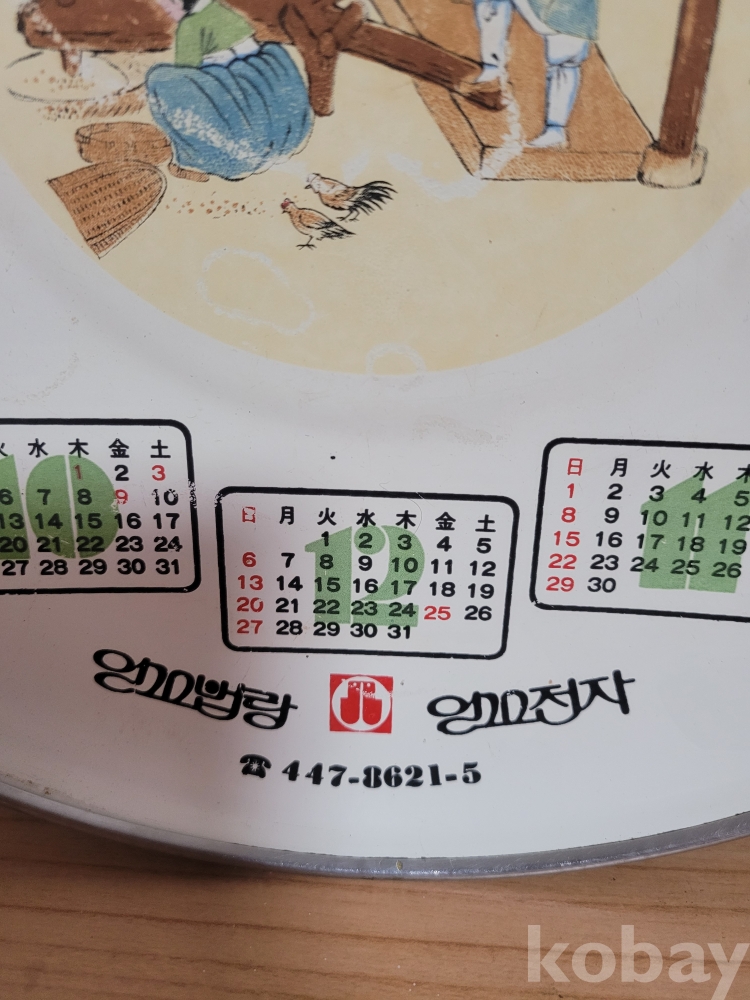 水 木 金 土
1 2 3
6 7 8 9 10
13 14 15 16 17
20 21 22 23 24
27 28 29 30 31
10
日 月 火 水 木 金 土
1 2 3 4 5
6 7 8 9 10 11 12
13 14 15 16 17 18 19
20 21 22 23 24 25 26
27 28 29 30 31
12
日 月 火 水 木
1 2 3 4 5
8 9 10 11 12
15 16 17 18 19
22 23 24 25 26
29 30
11
☎ 447-8621-5
kobay